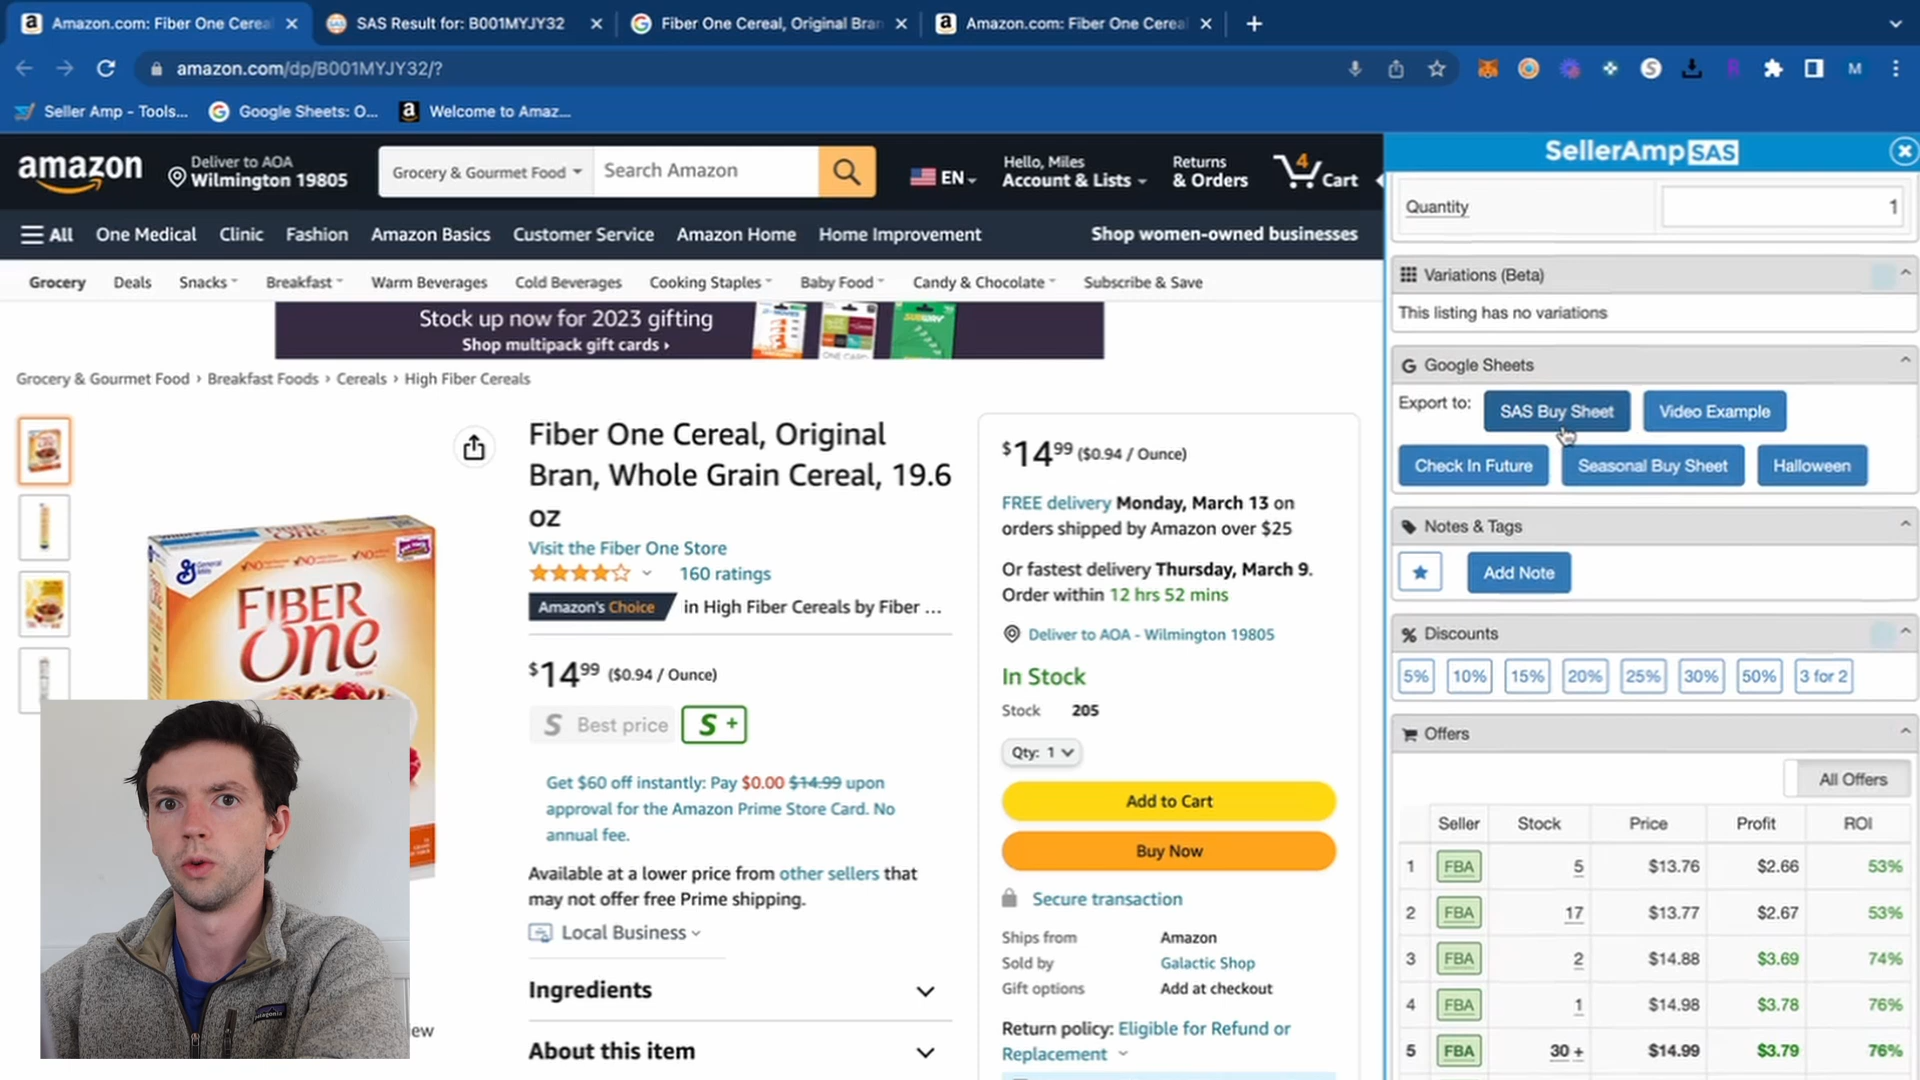 Amazon.com: Fiber One Cerea
SAS Result for: B001MYJY32
Fiber One Cereal, Original Bran
Amazon.com: Fiber One Cereal
amazon.com/dp/B001MYJY32/?
M
Seller Amp - Tools...
Google Sheets: O...
Welcome to Amaz...
amazon
Deliver to AOA
Wilmington 19805
Grocery & Gourmet Food
Search Amazon
EN
Hello, Miles
Account & Lists
Returns
& Orders
4
Cart
All
One Medical
Clinic
Fashion
Amazon Basics
Customer Service
Amazon Home
Home Improvement
Shop women-owned businesses
Grocery
Deals
Snacks
Breakfast
Warm Beverages
Cold Beverages
Cooking Staples
Baby Food
Candy & Chocolate
Subscribe & Save
Stock up now for 2023 gifting
Shop multipack gift cards ›
Grocery & Gourmet Food › Breakfast Foods › Cereals › High Fiber Cereals
General Mills
FIBER
One
Fiber One Cereal, Original
Bran, Whole Grain Cereal, 19.6
oz
Visit the Fiber One Store
160 ratings
Amazon's Choice in High Fiber Cereals by Fiber ...
$14.99 ($0.94 / Ounce)
S Best price
S +
Get $60 off instantly: Pay $0.00 $14.99 upon
approval for the Amazon Prime Store Card. No
annual fee.
Available at a lower price from other sellers that
may not offer free Prime shipping.
Local Business
Ingredients
About this item
ew
patagonia
$14.99 ($0.94 / Ounce)
FREE delivery Monday, March 13 on
orders shipped by Amazon over $25
Or fastest delivery Thursday, March 9.
Order within 12 hrs 52 mins
Deliver to AOA - Wilmington 19805
In Stock
Stock 205
Qty: 1
Add to Cart
Buy Now
Secure transaction
Ships from Amazon
Sold by Galactic Shop
Gift options Add at checkout
Return policy: Eligible for Refund or
Replacement
SellerAmp SAS
Quantity 1
Variations (Beta)
This listing has no variations
Google Sheets
Export to:
SAS Buy Sheet
Video Example
Check In Future
Seasonal Buy Sheet
Halloween
Notes & Tags
Add Note
Discounts
5% 10% 15% 20% 25% 30% 50% 3 for 2
Offers
All Offers
Seller Stock Price Profit ROI
1 FBA 5 $13.76 $2.66 53%
2 FBA 17 $13.77 $2.67 53%
3 FBA 2 $14.88 $3.69 74%
4 FBA 1 $14.98 $3.78 76%
5 FBA 30 + $14.99 $3.79 76%